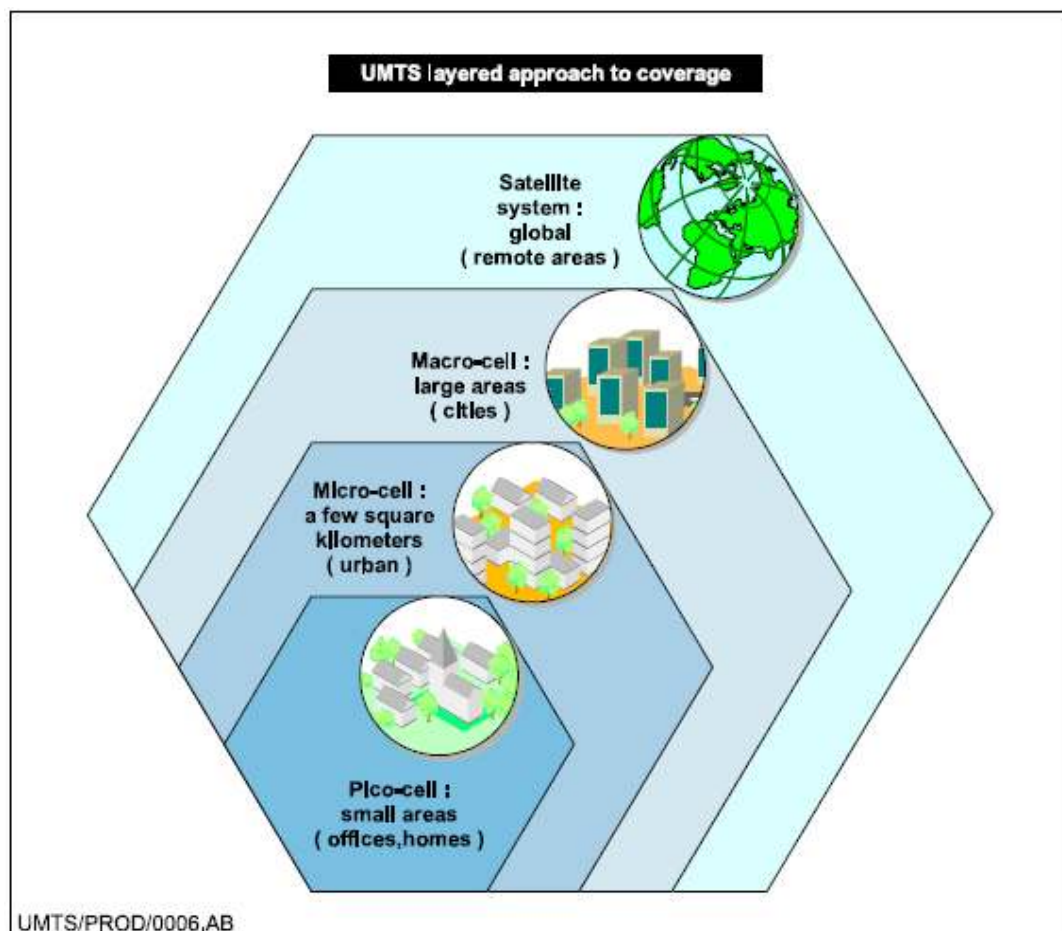 UMTS layered approach to coverage
Satellite
system :
global
( remote areas )
Macro-cell :
large areas
( cities )
Micro-cell :
a few square
kilometers
( urban )
Pico-cell :
small areas
( offices,homes )
UMTS/PROD/0006,AB